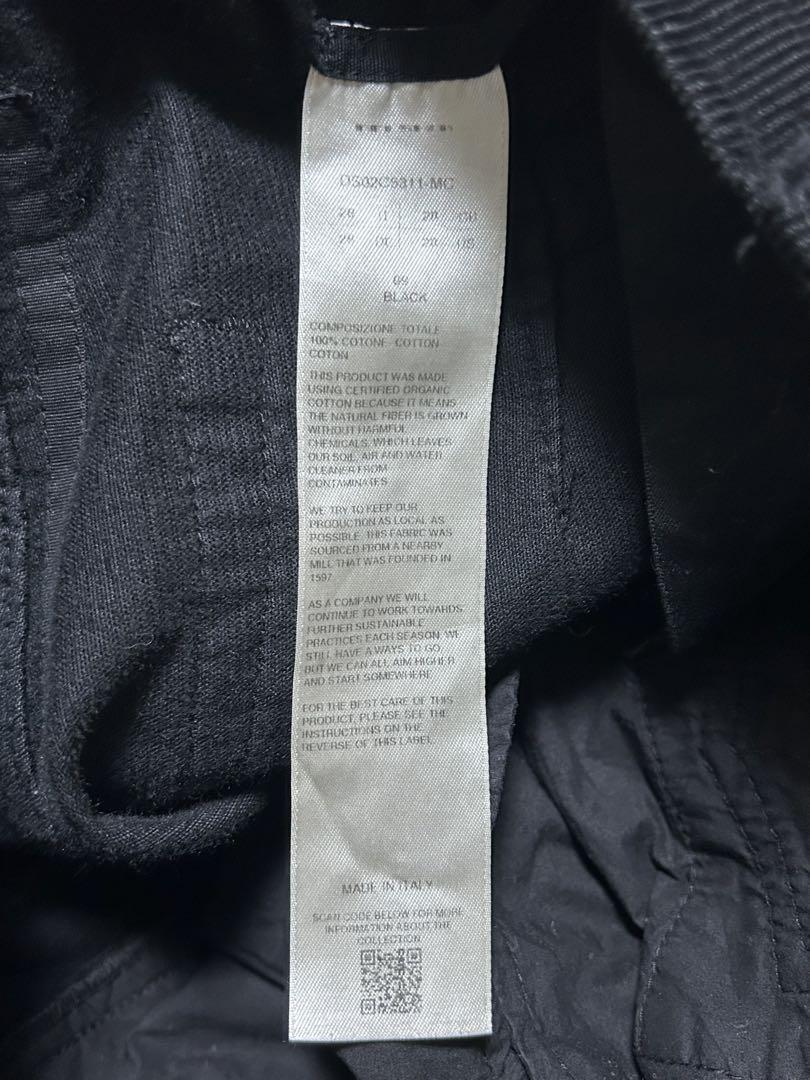 BLACK
COMPOSIZIONE TOTALE
100% COTONE - COTTON
COTTON
THIS PRODUCT WAS MADE
USING CERTIFIED ORGANIC
COTTON BECAUSE IT MEANS
THE NATURAL FIBER IS GROWN
WITHOUT HARMFUL
CHEMICALS, WHICH LEAVES
OUR SOIL, AIR AND WATER
CLEANER FROM
CONTAMINATES
WE TRY TO KEEP OUR
PRODUCTION AS LOCAL AS
POSSIBLE. THIS FABRIC WAS
SOURCED FROM A NEARBY
MILL THAT WAS FOUNDED IN
1597
AS A COMPANY WE WILL
CONTINUE TO WORK TOWARDS
FURTHER SUSTAINABLE
PRACTICES EACH SEASON. WE
STILL HAVE A WAYS TO GO,
BUT WE CAN ALL AIM HIGHER
AND START SOMEWHERE
FOR THE BEST CARE OF THIS
PRODUCT, PLEASE SEE THE
INSTRUCTIONS ON THE
REVERSE OF THIS LABEL.
MADE IN ITALY
SCAN CODE BELOW FOR MORE
INFORMATION ABOUT THE
COLLECTION